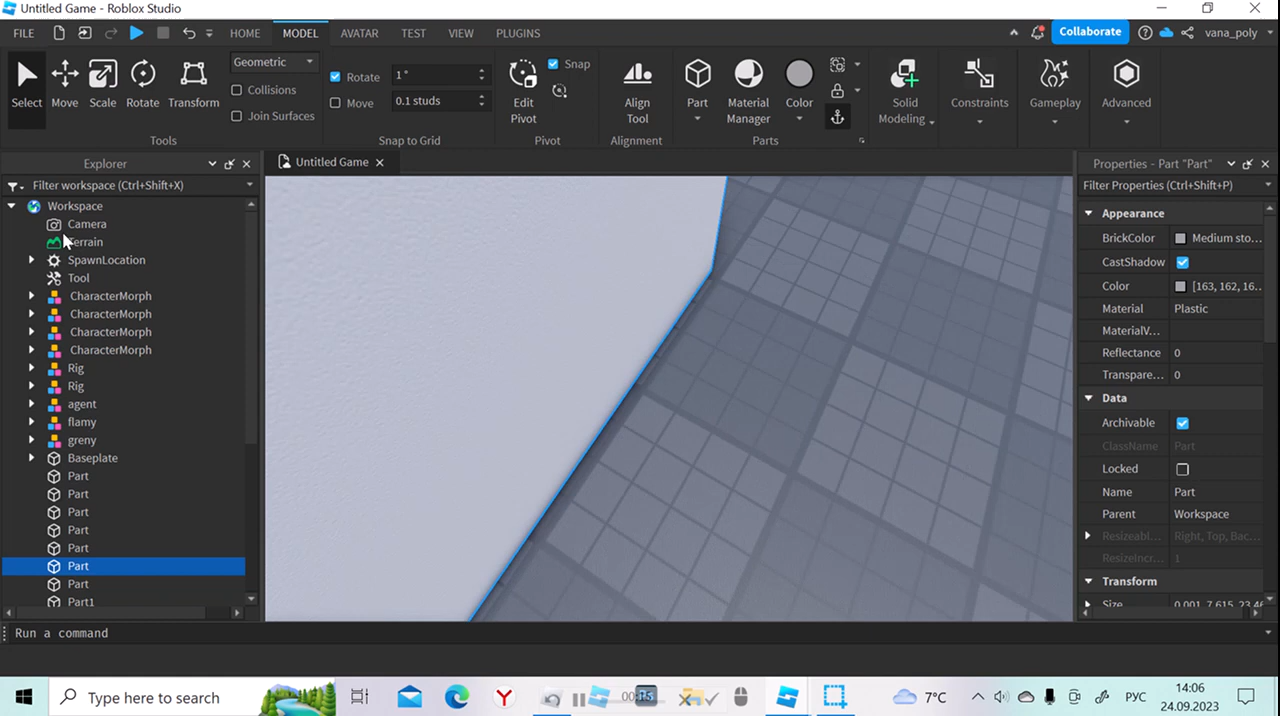 Untitled Game - Roblox Studio
FILE HOME MODEL AVATAR TEST VIEW PLUGINS Collaborate vana_poly
Select Move Scale Rotate Transform
Geometric
Collisions
Join Surfaces
Tools
Rotate 1°
Move 0.1 studs
Snap to Grid
Edit Pivot
Snap
Pivot
Align Tool
Alignment
Part
Material Manager
Color
Parts
Solid Modeling
Constraints
Gameplay
Advanced
Explorer
Filter workspace (Ctrl+Shift+X)
Workspace
Camera
Terrain
SpawnLocation
Tool
CharacterMorph
CharacterMorph
CharacterMorph
CharacterMorph
Rig
Rig
agent
flamy
greny
Baseplate
Part
Part
Part
Part
Part
Part
Part
Part1
Untitled Game
Properties - Part "Part"
Filter Properties (Ctrl+Shift+P)
Appearance
BrickColor Medium sto...
CastShadow
Color [163, 162, 16...
Material Plastic
MaterialV...
Reflectance 0
Transpare... 0
Data
Archivable
ClassName Part
Locked
Name Part
Parent Workspace
Resizeabl... Right, Top, Bac...
ResizeIncr... 1
Transform
Size 0.001, 7.615, 23.46
Run a command
Type here to search
7°C
РУС
14:06
24.09.2023